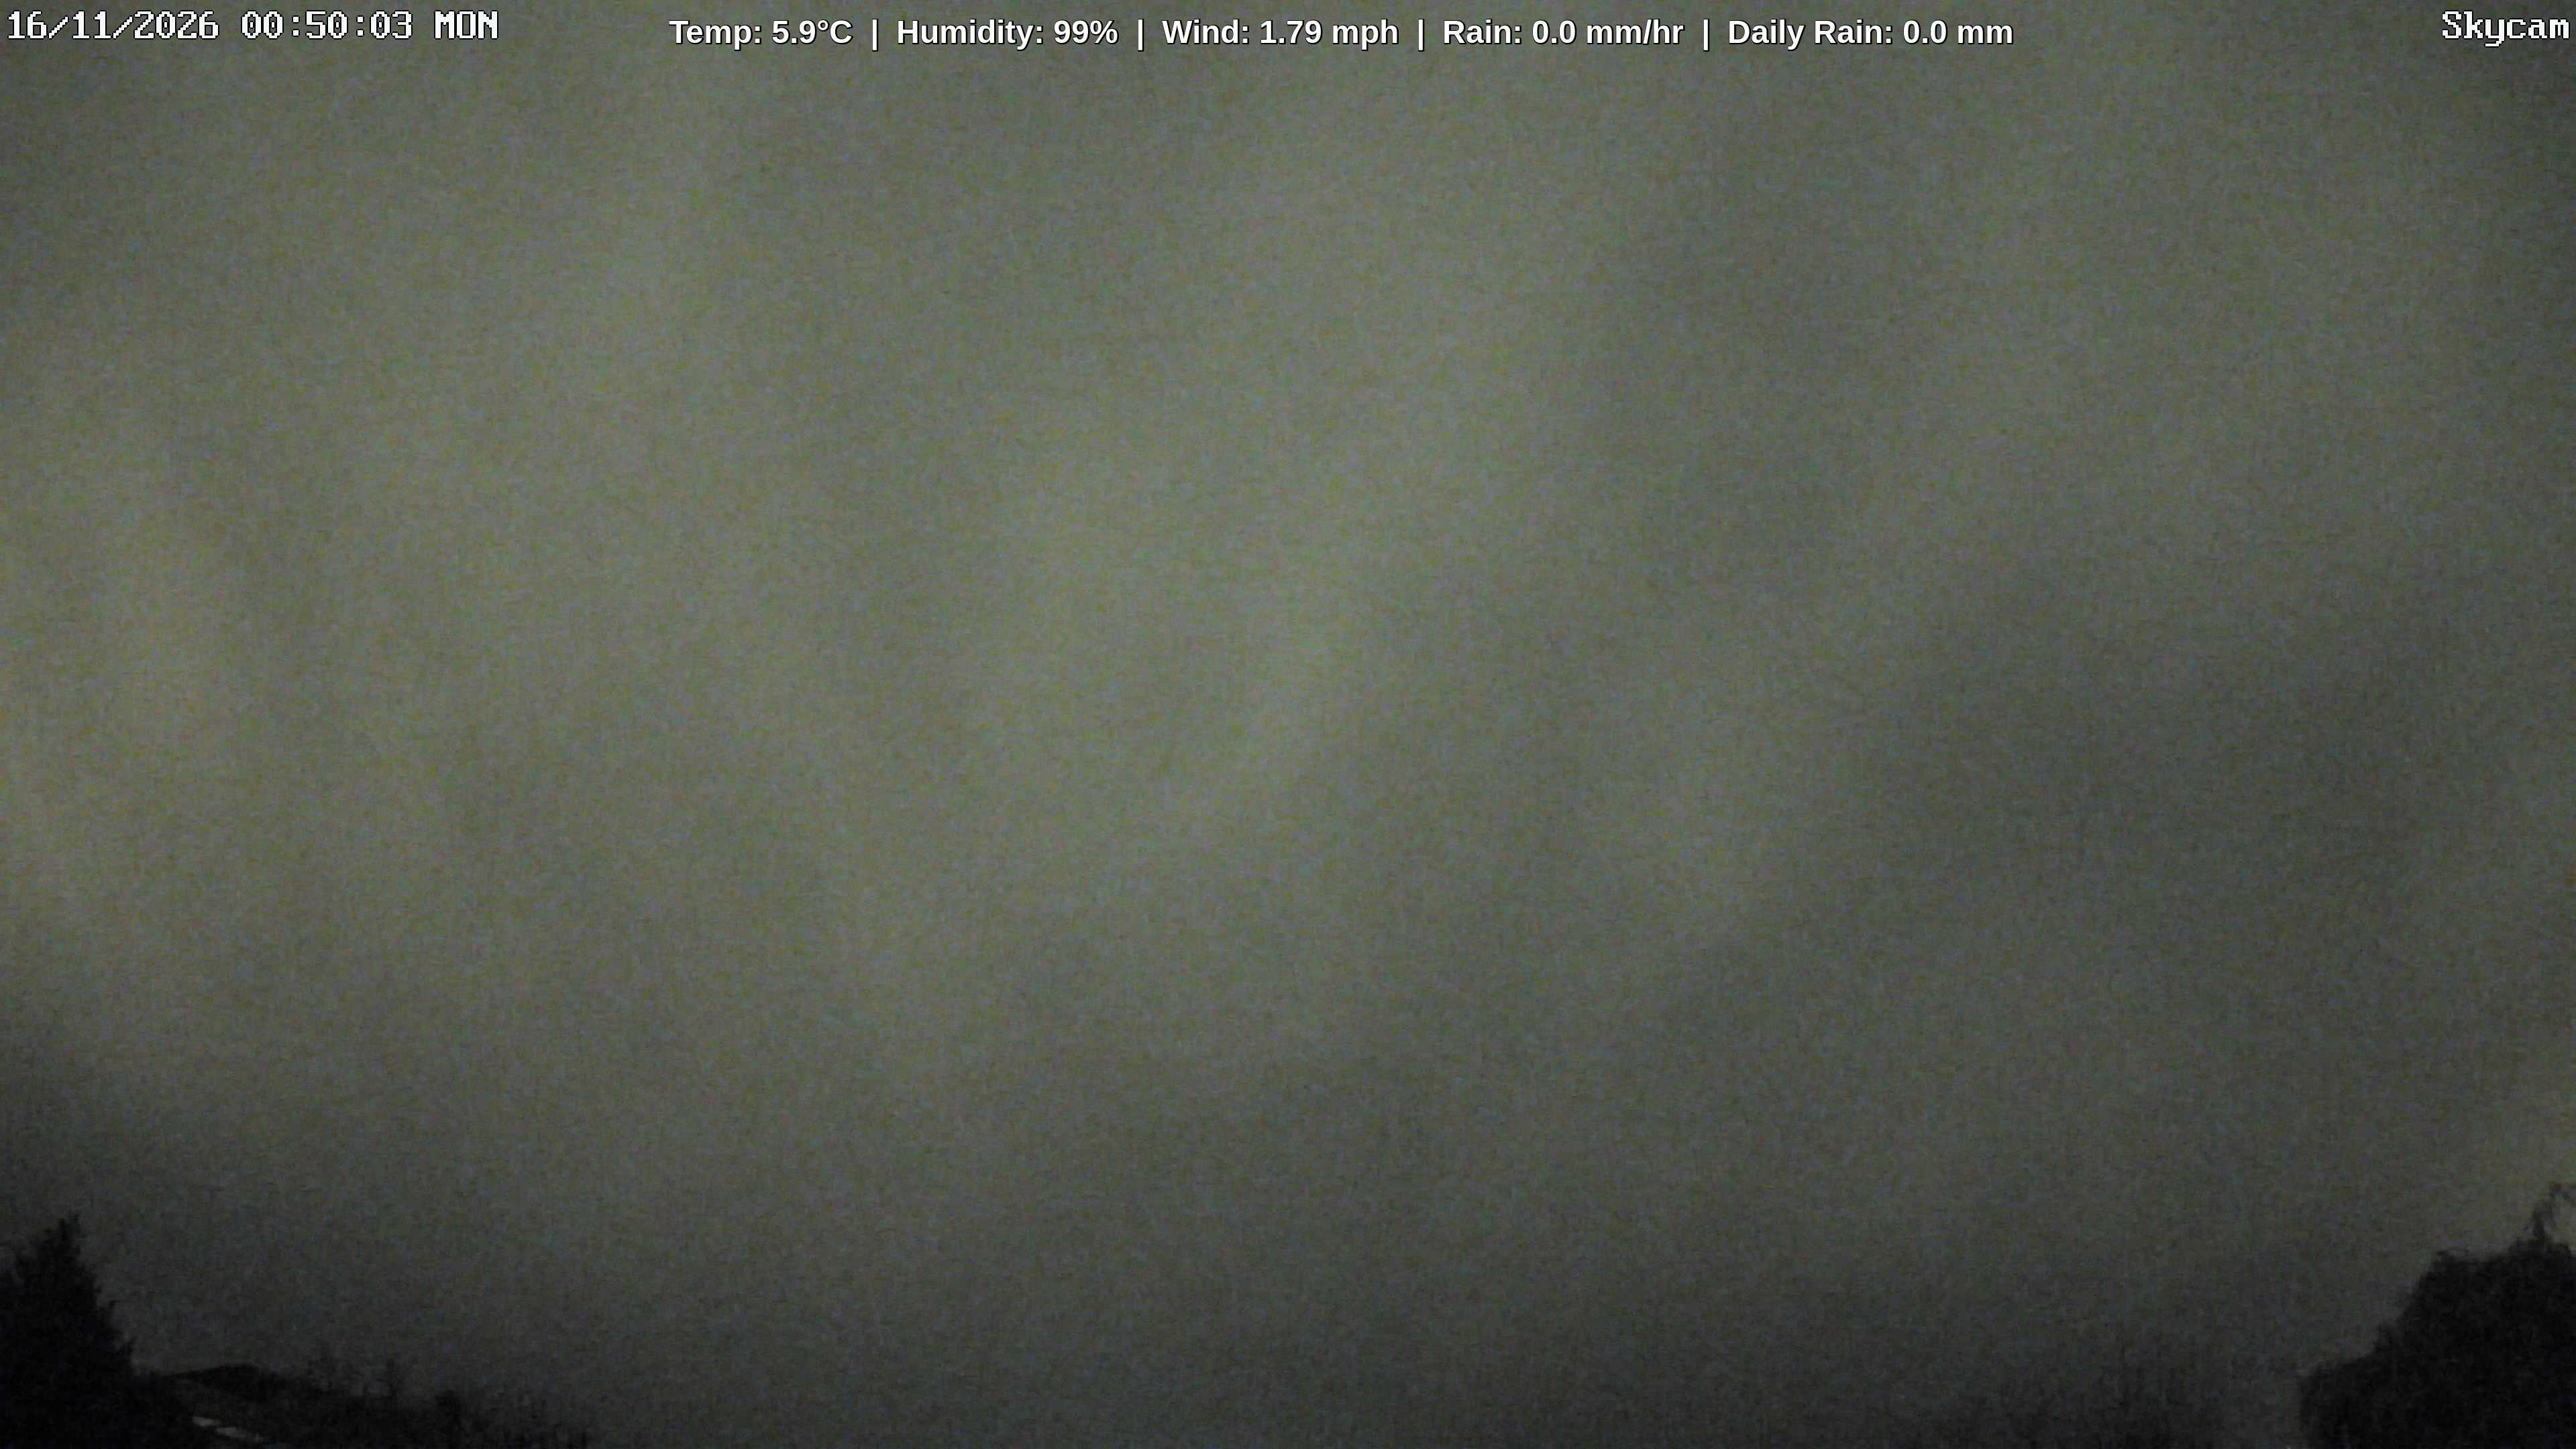 16/11/2026 00:50:03 MON
Temp: 5.9°C | Humidity: 99% | Wind: 1.79 mph | Rain: 0.0 mm/hr | Daily Rain: 0.0 mm
Skycam